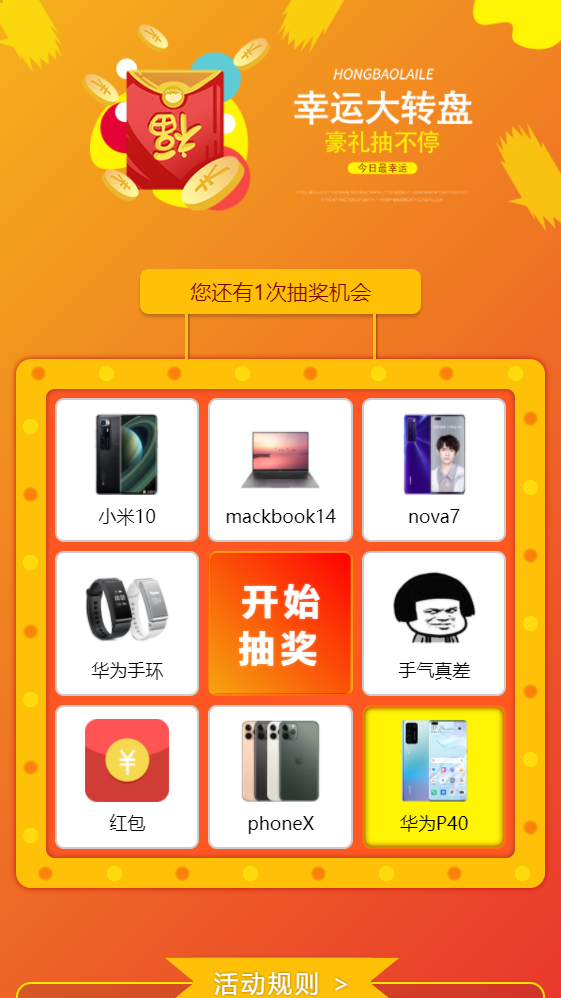 HONGBAOLAILE
幸运大转盘
豪礼抽不停
今日最幸运
福
您还有1次抽奖机会
小米10
mackbook14
nova7
华为手环
开始
抽奖
手气真差
¥
红包
phoneX
华为P40
活动规则 >